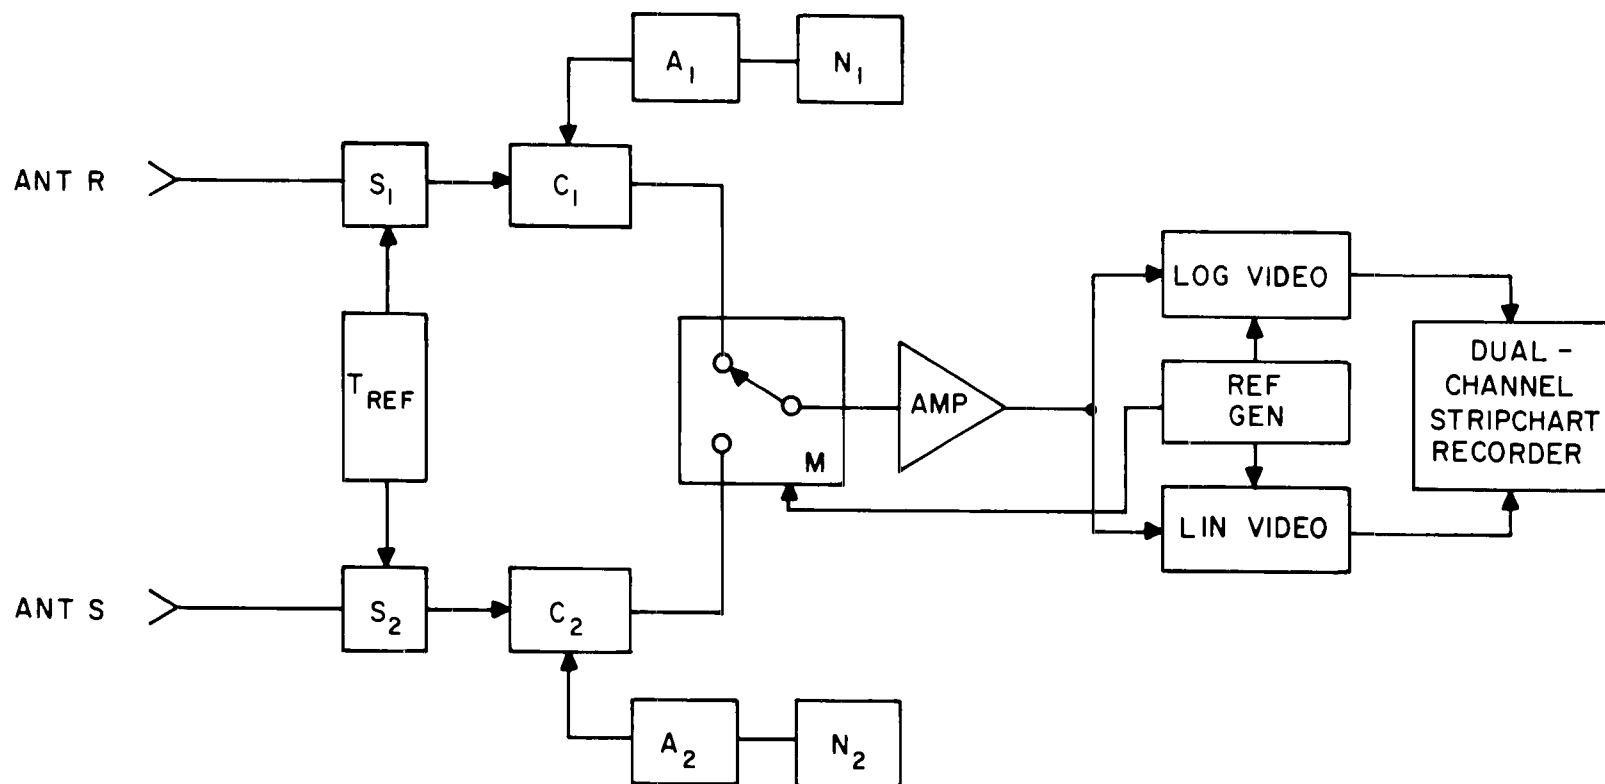 A1
N1
ANT R
S1
C1
LOG VIDEO
TREF
AMP
REF
GEN
DUAL -
CHANNEL
STRIPCHART
RECORDER
M
LIN VIDEO
ANT S
S2
C2
A2
N2